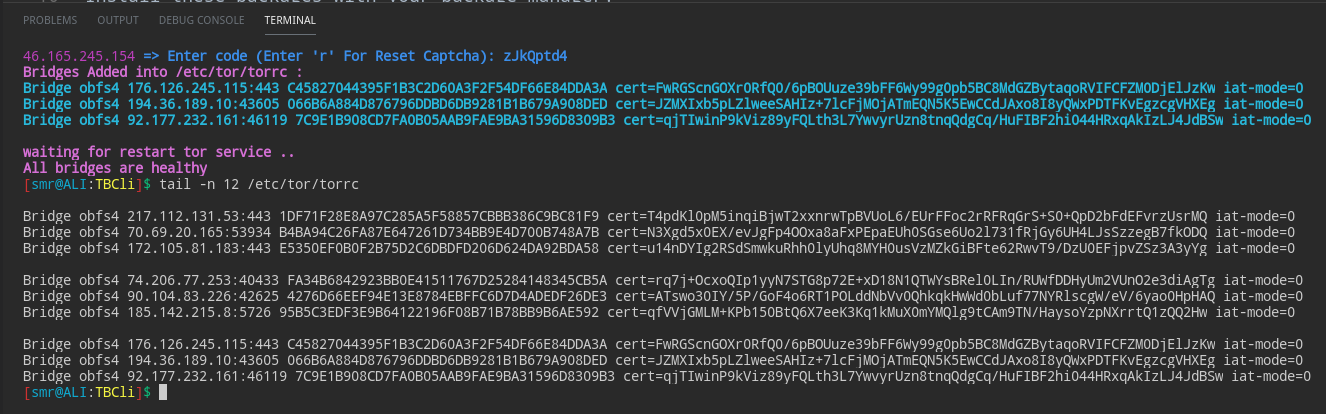 PROBLEMS OUTPUT DEBUG CONSOLE TERMINAL
46.165.245.154 => Enter code (Enter 'r' For Reset Captcha): zJkQptd4
Bridges Added into /etc/tor/torrc :
Bridge obfs4 176.126.245.115:443 C45827044395F1B3C2D60A3F2F54DF66E84DDA3A cert=FwRGScnGOXr0RfQ0/6pBOUuze39bFF6Wy99gOpb5BC8MdGZBytaqoRVIFCFZMODjElJzKw iat-mode=0
Bridge obfs4 194.36.189.10:43605 066B6A884D876796DDBD6DB9281B1B679A908DED cert=JZMXIxb5pLZlweeSAHIz+7lcFjMOjATmEQN5K5EwCCdJAxo8I8yQWxPDTFKvEgzcgVHXEg iat-mode=0
Bridge obfs4 92.177.232.161:46119 7C9E1B908CD7FA0B05AAB9FAE9BA31596D8309B3 cert=qjTIwinP9kViz89yFQLth3L7YwvyrUzn8tnqQdgCq/HuFIBF2hiO44HRxqAkIzLJ4JdBSw iat-mode=0
waiting for restart tor service ..
All bridges are healthy
[smr@ALI:TBCli]$ tail -n 12 /etc/tor/torrc
Bridge obfs4 217.112.131.53:443 1DF71F28E8A97C285A5F58857CBBB386C9BC81F9 cert=T4pdKlOpM5inqiBjwT2xxnrwTpBVUoL6/EUrFFoc2rRFRqGrS+S0+QpD2bFdEFvrzUsrMQ iat-mode=0
Bridge obfs4 70.69.20.165:53934 B4BA94C26FA87E647261D734BB9E4D700B748A7B cert=N3Xgd5x0EX/evJgFp4OOxa8aFxPEpaEUh0SGse6Uo2l731fRjGy6UH4LJsSzzegB7fkODQ iat-mode=0
Bridge obfs4 172.105.81.183:443 E5350EF0B0F2B75D2C6DBDFD206D624DA92BDA58 cert=u14nDYIg2RSdSmwkuRhh0lyUhq8MYH0usVzMZkGiBFte62RwvT9/DzU0EFjpvZSz3A3yYg iat-mode=0
Bridge obfs4 74.206.77.253:40433 FA34B6842923BB0E41511767D25284148345CB5A cert=rq7j+OcxoQIp1yyN7STG8p72E+xD18N1QTWYsBRel0LIn/RUWfDDHyUm2VUnO2e3diAgTg iat-mode=0
Bridge obfs4 90.104.83.226:42625 4276D66EEF94E13E8784EBFFC6D7D4ADEDF26DE3 cert=ATswo3OIY/5P/GoF4o6RT1POLddNbVv0QhkqkHwWd0bLuf77NYRlscgW/eV/6yao0HpHAQ iat-mode=0
Bridge obfs4 185.142.215.8:5726 95B5C3EDF3E9B64122196F08B71B78BB9B6AE592 cert=qfVVjGMLM+KPb15OBtQ6X7eeK3Kq1kMuXOmYMQlg9tCAm9TN/HaysoYzpNXrrtQ1zQQ2Hw iat-mode=0
Bridge obfs4 176.126.245.115:443 C45827044395F1B3C2D60A3F2F54DF66E84DDA3A cert=FwRGScnGOXr0RfQ0/6pBOUuze39bFF6Wy99gOpb5BC8MdGZBytaqoRVIFCFZMODjElJzKw iat-mode=0
Bridge obfs4 194.36.189.10:43605 066B6A884D876796DDBD6DB9281B1B679A908DED cert=JZMXIxb5pLZlweeSAHIz+7lcFjMOjATmEQN5K5EwCCdJAxo8I8yQWxPDTFKvEgzcgVHXEg iat-mode=0
Bridge obfs4 92.177.232.161:46119 7C9E1B908CD7FA0B05AAB9FAE9BA31596D8309B3 cert=qjTIwinP9kViz89yFQLth3L7YwvyrUzn8tnqQdgCq/HuFIBF2hiO44HRxqAkIzLJ4JdBSw iat-mode=0
[smr@ALI:TBCli]$